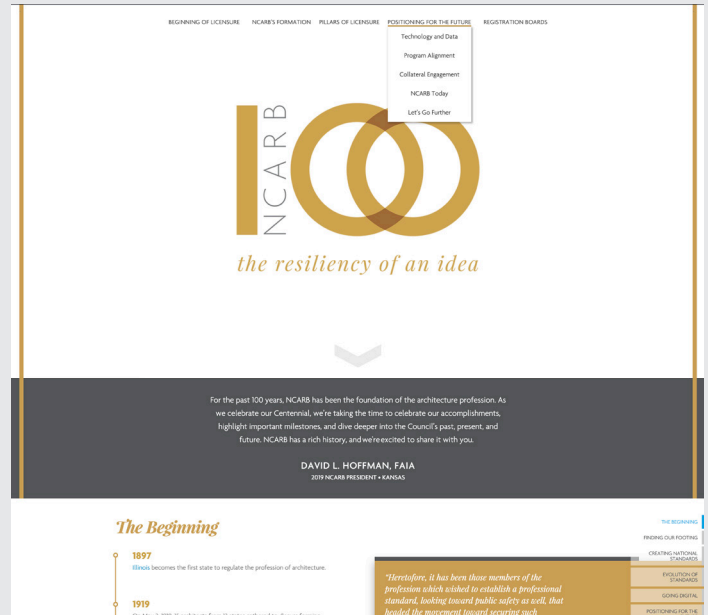 BEGINNING OF LICENSURE NCARB'S FORMATION PILLARS OF LICENSURE POSITIONING FOR THE FUTURE REGISTRATION BOARDS
Technology and Data
Program Alignment
Collateral Engagement
NCARB Today
Let's Go Further
NCARB
100
the resiliency of an idea
For the past 100 years, NCARB has been the foundation of the architecture profession. As
we celebrate our Centennial, we're taking the time to celebrate our accomplishments,
highlight important milestones, and dive deeper into the Council's past, present, and
future. NCARB has a rich history, and we're excited to share it with you.
DAVID L. HOFFMAN, FAIA
2019 NCARB PRESIDENT • KANSAS
The Beginning
1897
Illinois becomes the first state to regulate the profession of architecture.
1919
"Heretofore, it has been those members of the
profession which wished to establish a professional
standard, looking toward public safety as well, that
headed the movement toward securing such
THE BEGINNING
FINDING OUR FOOTING
CREATING NATIONAL
STANDARDS
EVOLUTION OF
STANDARDS
GOING DIGITAL
POSITIONING FOR THE